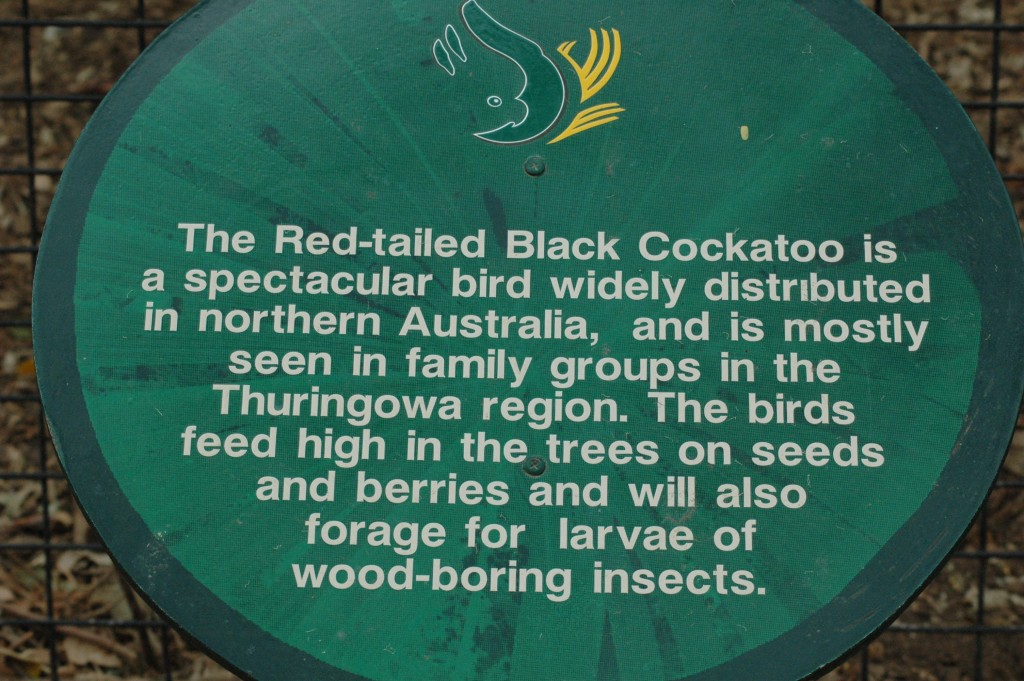 The Red-tailed Black Cockatoo is
a spectacular bird widely distributed
in northern Australia,  and is mostly
seen in family groups in the
Thuringowa region. The birds
feed high in the trees on seeds
and berries and will also
forage for  larvae of
wood-boring insects.